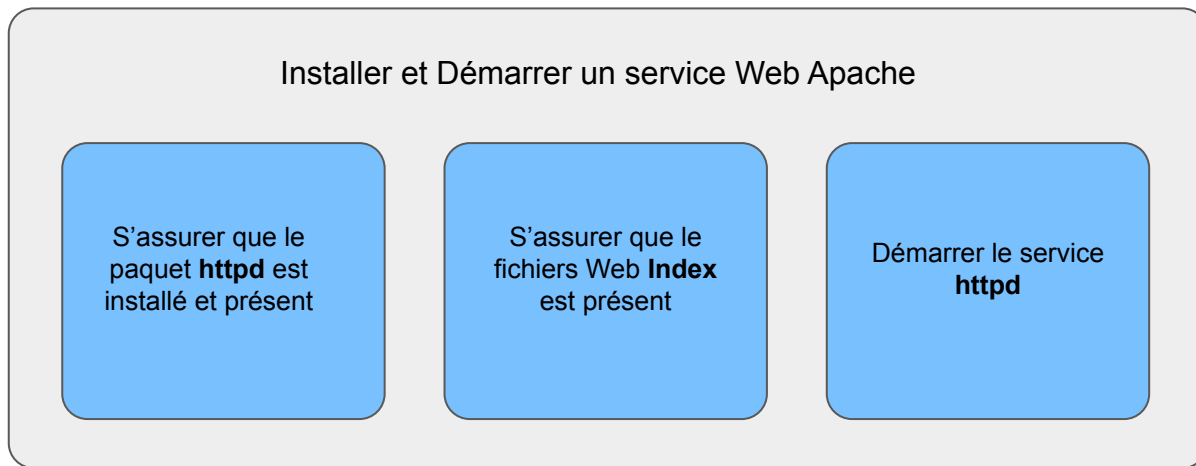 Installer et Démarrer un service Web Apache
S’assurer que le
paquet httpd est
installé et présent
S’assurer que le
fichiers Web Index
est présent
Démarrer le service
httpd